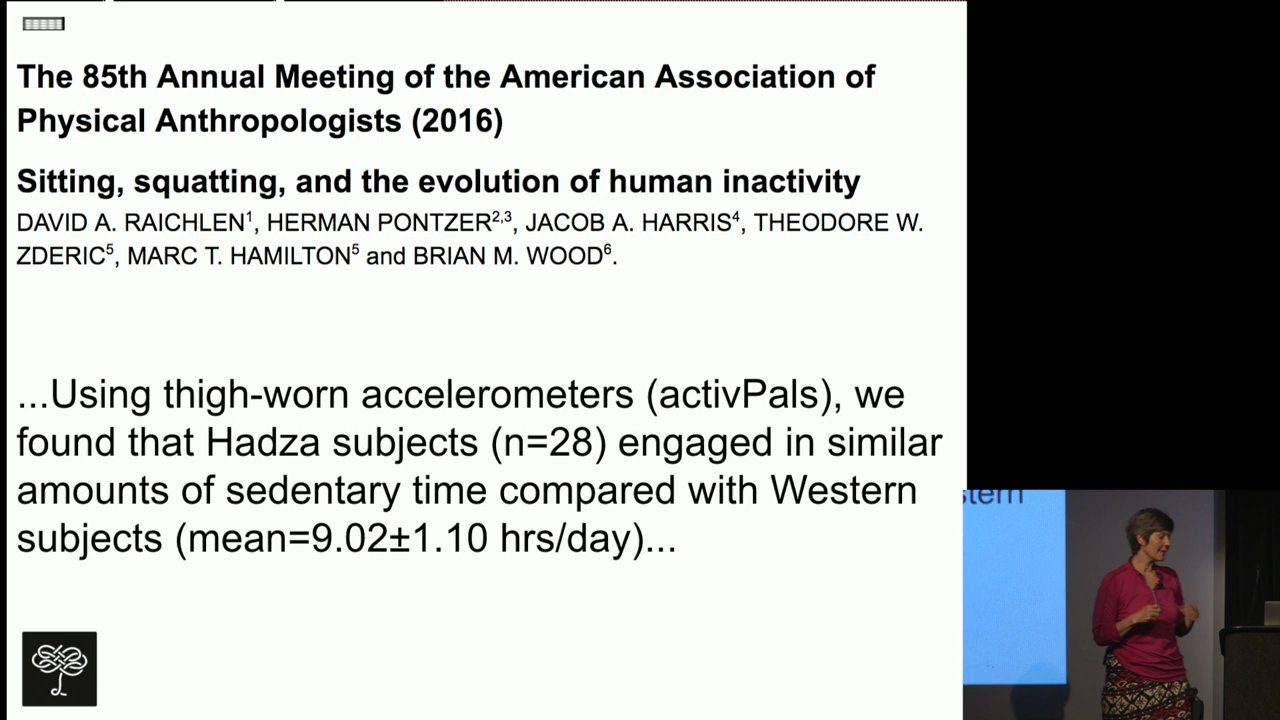 The 85th Annual Meeting of the American Association of
Physical Anthropologists (2016)
Sitting, squatting, and the evolution of human inactivity
DAVID A. RAICHLEN¹, HERMAN PONTZER²,³, JACOB A. HARRIS⁴, THEODORE W.
ZDERIC⁵, MARC T. HAMILTON⁵ and BRIAN M. WOOD⁶.
...Using thigh-worn accelerometers (activPals), we
found that Hadza subjects (n=28) engaged in similar
amounts of sedentary time compared with Western
subjects (mean=9.02±1.10 hrs/day)...
stern